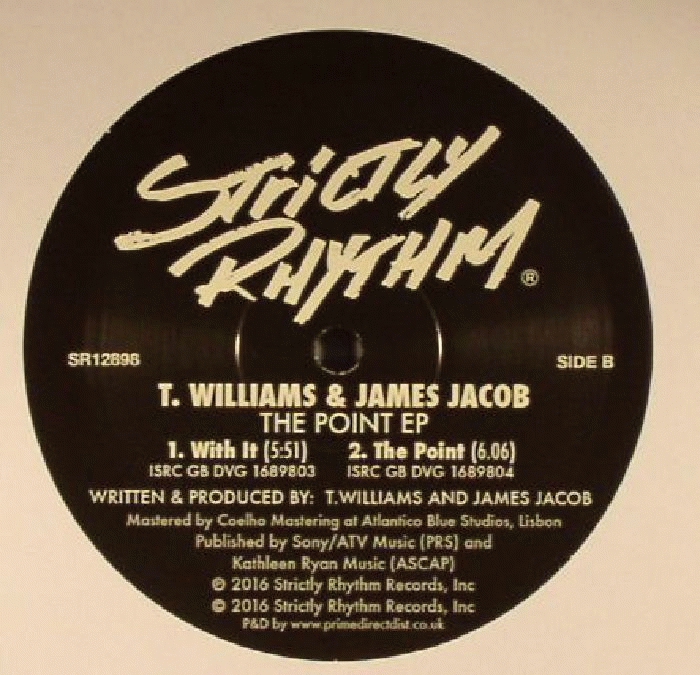 STRICTLY
RHYTHM®
SR12898
SIDE B
T. WILLIAMS & JAMES JACOB
THE POINT EP
1. With It (5:51) 2. The Point (6.06)
ISRC GB DVG 1689803 ISRC GB DVG 1689804
WRITTEN & PRODUCED BY: T.WILLIAMS AND JAMES JACOB
Mastered by Coelho Mastering at Atlantico Blue Studios, Lisbon
Published by Sony/ATV Music (PRS) and
Kathleen Ryan Music (ASCAP)
℗ 2016 Strictly Rhythm Records, Inc
© 2016 Strictly Rhythm Records, Inc
P&D by www.primedirectdist.co.uk